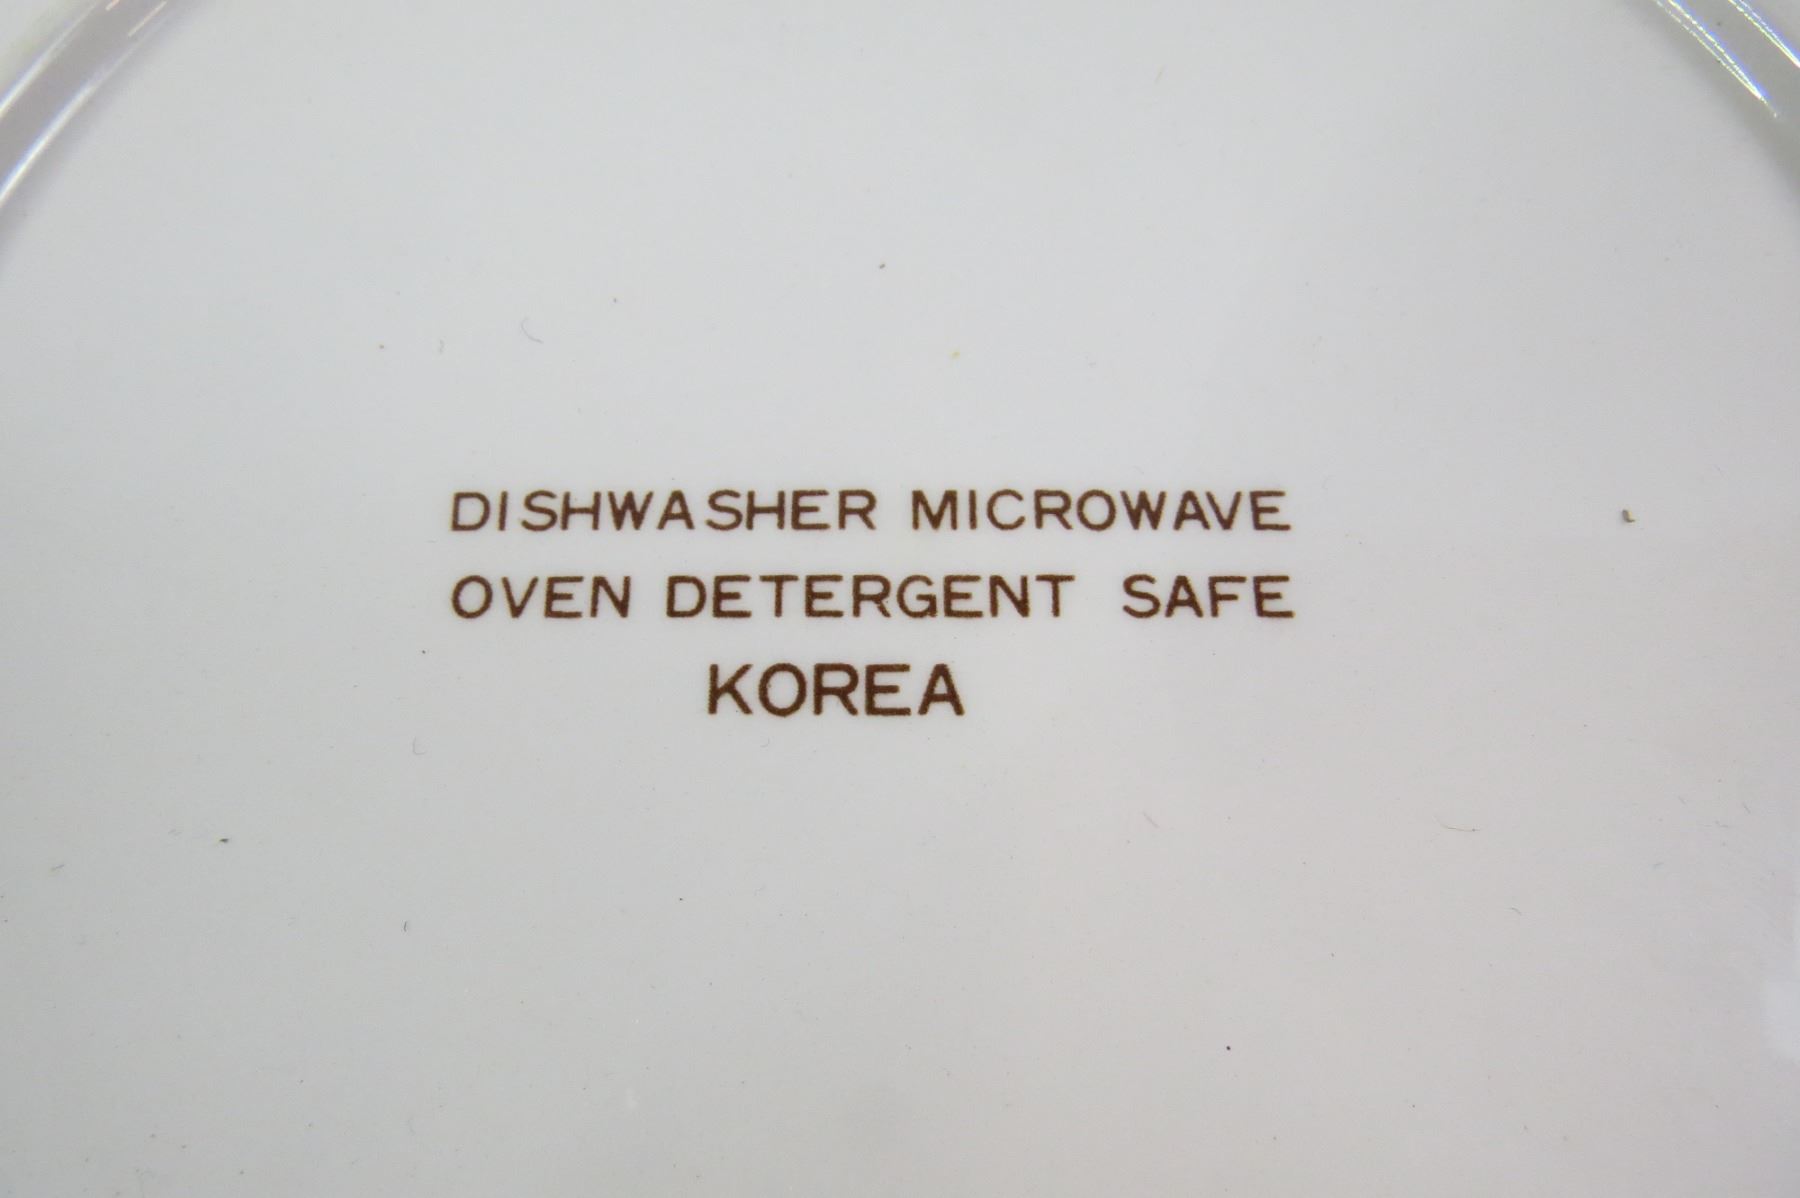 DISHWASHER MICROWAVE
OVEN DETERGENT SAFE
KOREA